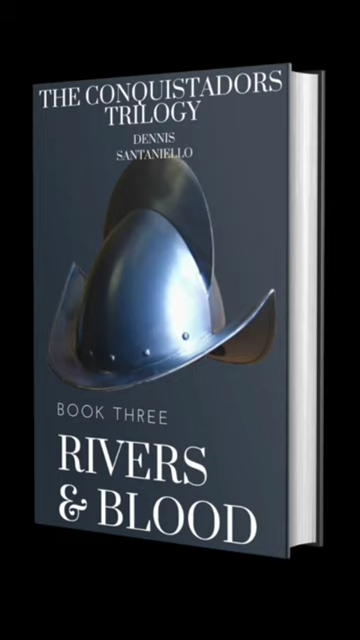 THE CONQUISTADORS
TRILOGY
DENNIS
SANTANIELLO
BOOK THREE
RIVERS
& BLOOD